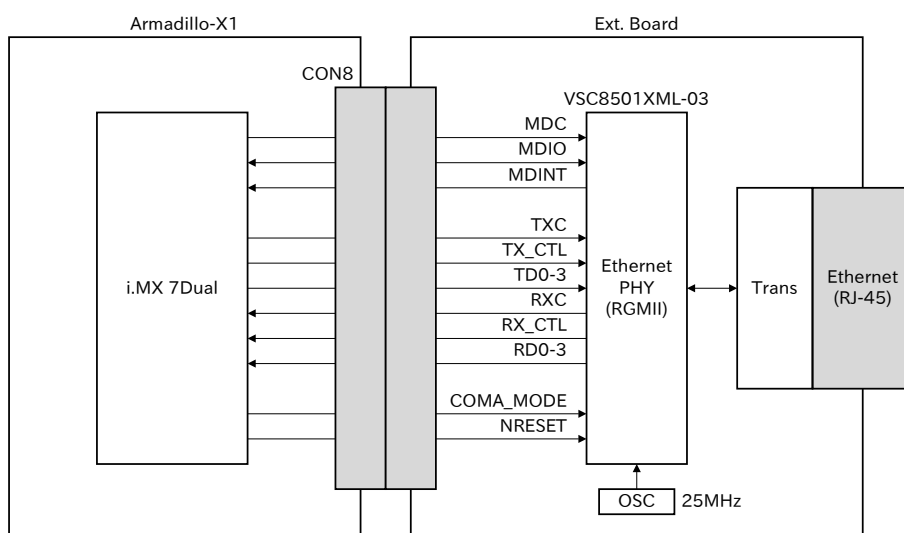 Armadillo-X1
Ext. Board
CON8
VSC8501XML-03
MDC
MDIO
MDINT
TXC
TX_CTL
TD0-3
RXC
RX_CTL
RD0-3
COMA_MODE
NRESET
i.MX 7Dual
Ethernet
PHY
(RGMII)
Trans
Ethernet
(RJ-45)
OSC
25MHz